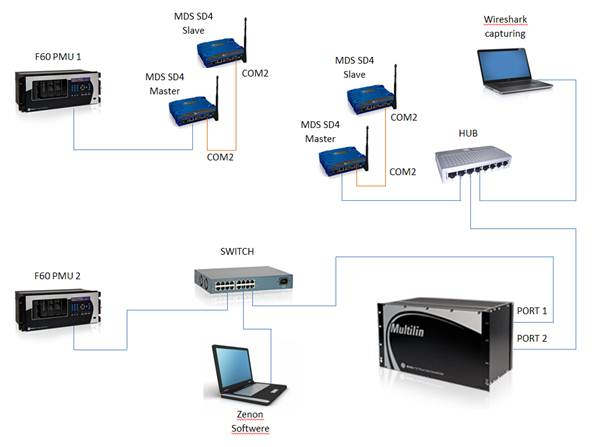 MDS SD4
Slave
F60 PMU 1
MDS SD4
Master
COM2
COM2
MDS SD4
Slave
COM2
MDS SD4
Master
COM2
Wireshark
capturing
HUB
SWITCH
F60 PMU 2
PORT 1
PORT 2
Multilin
Zenon
Softwere